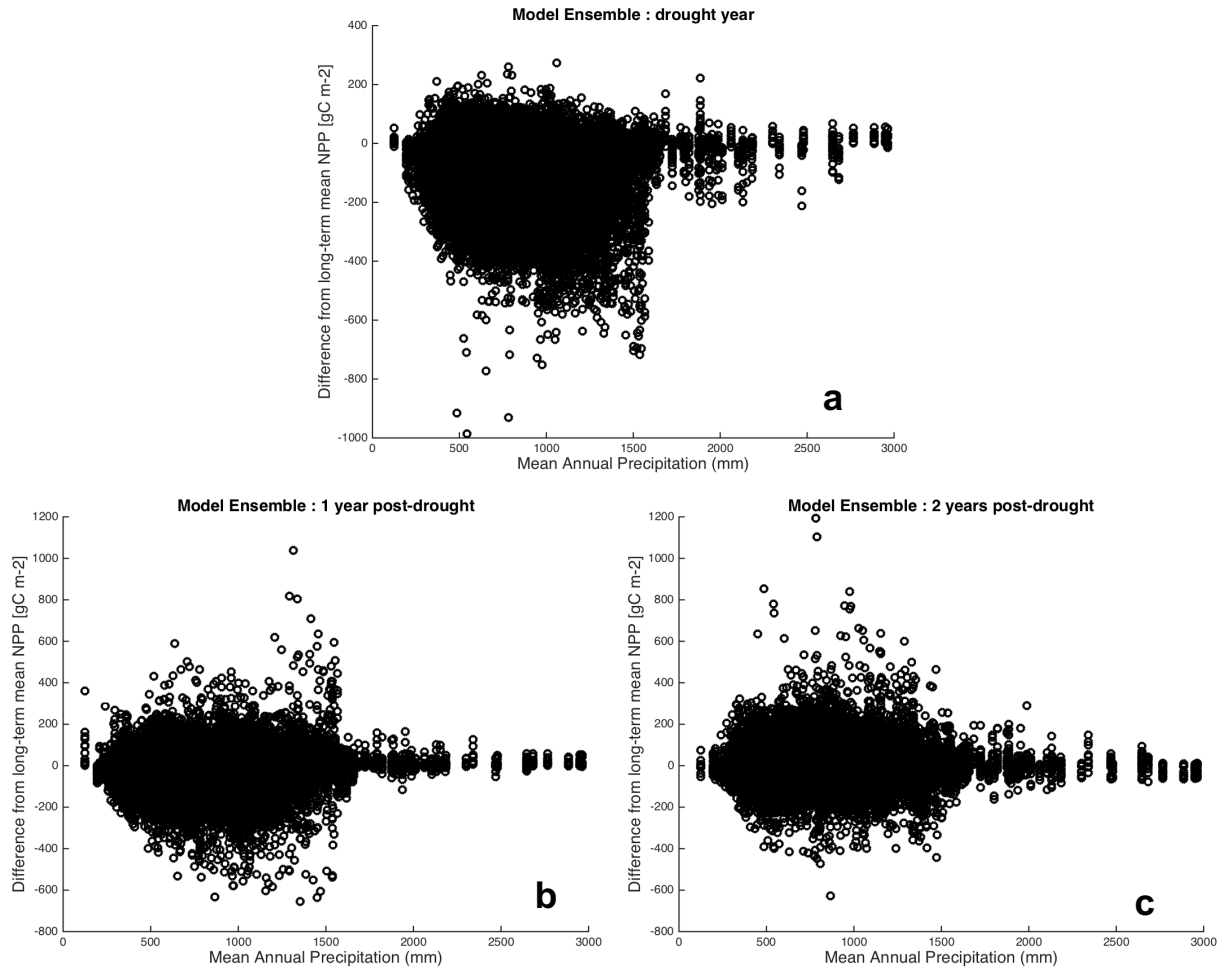 Model Ensemble : drought year
400
200
0
-200
-400
-600
-800
-1000
Difference from long-term mean NPP [gC m-2]
0 500 1000 1500 2000 2500 3000
Mean Annual Precipitation (mm)
a
Model Ensemble : 1 year post-drought
1200
1000
800
600
400
200
0
-200
-400
-600
-800
Difference from long-term mean NPP [gC m-2]
0 500 1000 1500 2000 2500 3000
Mean Annual Precipitation (mm)
b
Model Ensemble : 2 years post-drought
1200
1000
800
600
400
200
0
-200
-400
-600
-800
Difference from long-term mean NPP [gC m-2]
0 500 1000 1500 2000 2500 3000
Mean Annual Precipitation (mm)
c